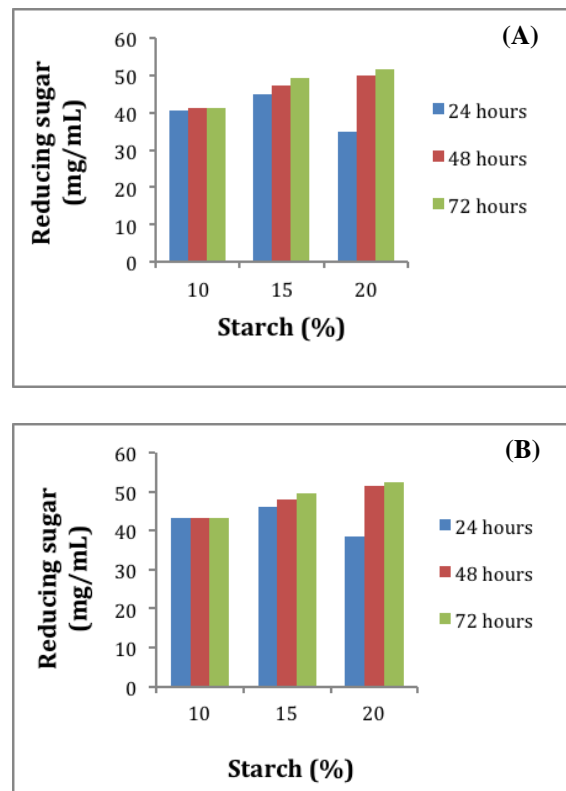 (A)
60
50
40
30
20
10
0
Reducing sugar
(mg/mL)
10 15 20
Starch (%)
24 hours
48 hours
72 hours
(B)
60
50
40
30
20
10
0
Reducing sugar
(mg/mL)
10 15 20
Starch (%)
24 hours
48 hours
72 hours